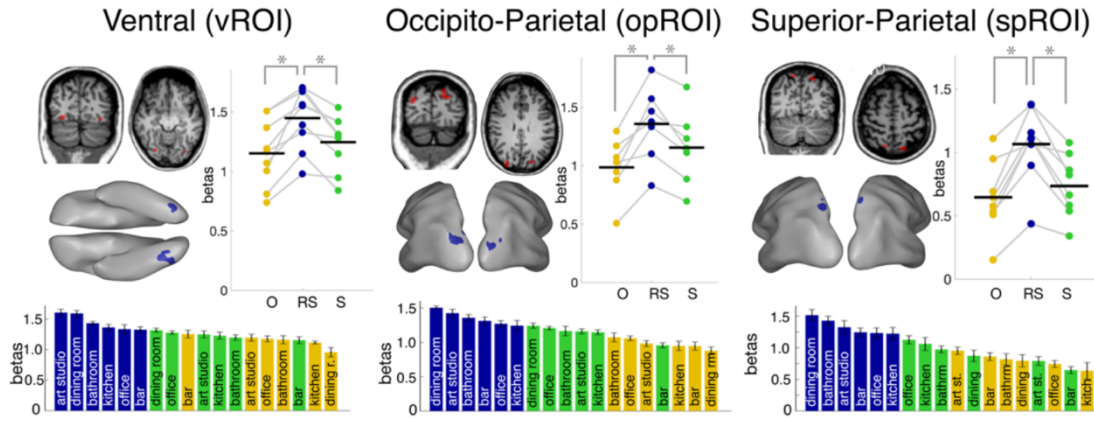 Ventral (vROI)
Occipito-Parietal (opROI)
Superior-Parietal (spROI)
* *
betas
1.5
1
0.5
0
O RS S
* *
betas
1.5
1
0.5
0
O RS S
* *
betas
1.5
1
0.5
0
O RS S
betas
1.5
1.0
0.5
0
art studio
dining room
bathroom
kitchen
office
bar
dining room
office
bar
art studio
kitchen
bathroom
art studio
office
bathroom
bar
kitchen
dining r.
betas
1.5
1.0
0.5
0
dining room
art studio
bathroom
bar
office
kitchen
dining room
office
bathroom
art studio
kitchen
bathroom
office
art studio
bar
kitchen
bar
dining rm
betas
1.5
1.0
0.5
0
dining room
bathroom
art studio
bar
office
kitchen
office
kitchen
bathrm
art st.
dining
bar
bathrm
dining
art st.
office
bar
kitch